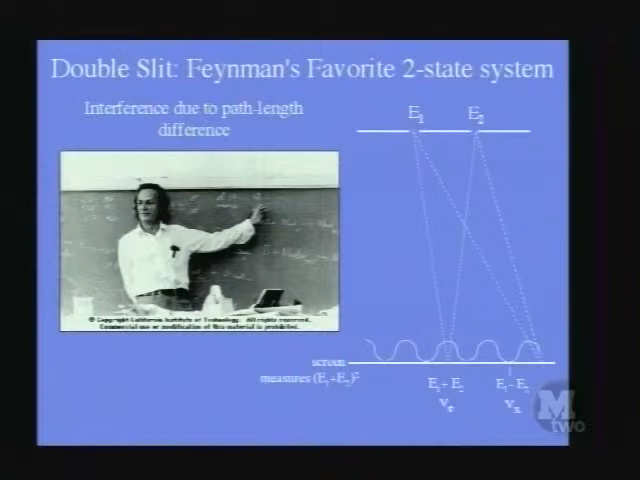 Double Slit: Feynman's Favorite 2-state system
Interference due to path-length
difference
E₁ E₂
© Copyright California Institute of Technology. All rights reserved.
Commercial use or modification of this material is prohibited.
screen
measures (E₁+E₂)²
E₁+E₂ E₁-E₂
νₑ νₓ
M
two